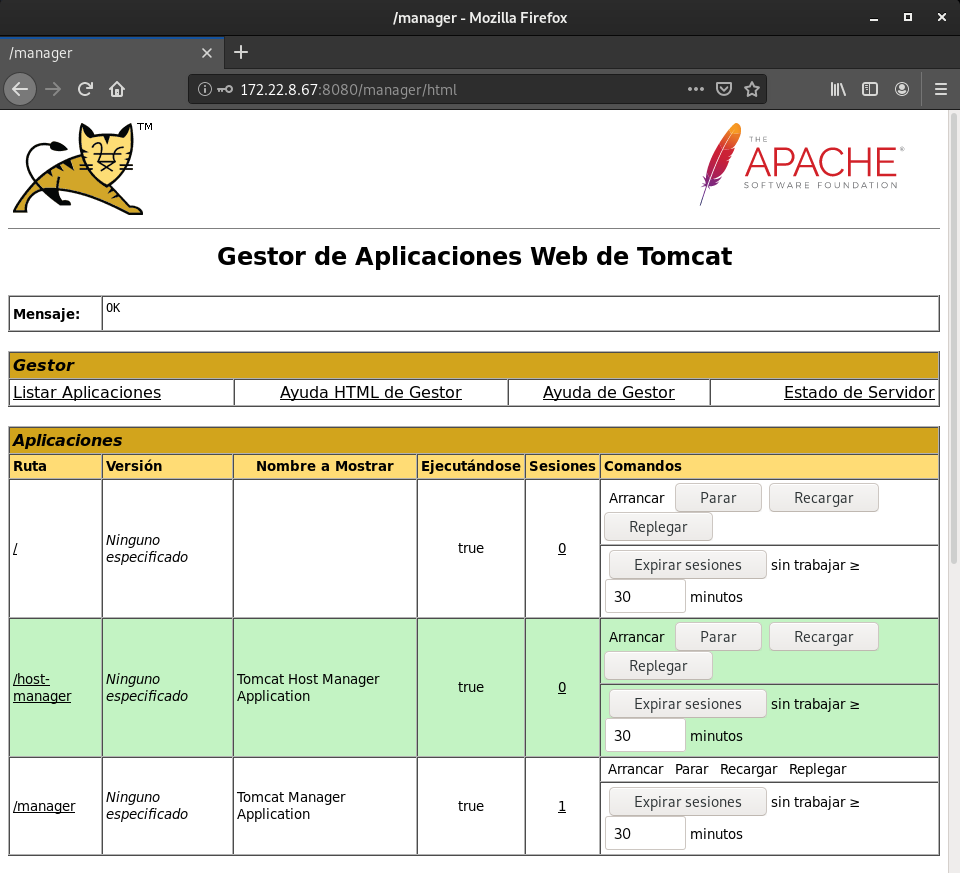 /manager - Mozilla Firefox
/manager
172.22.8.67:8080/manager/html
TM
THE
APACHE®
SOFTWARE FOUNDATION
Gestor de Aplicaciones Web de Tomcat
Mensaje: OK
Gestor
Listar Aplicaciones Ayuda HTML de Gestor Ayuda de Gestor Estado de Servidor
Aplicaciones
Ruta Versión Nombre a Mostrar Ejecutándose Sesiones Comandos
/ Ninguno especificado true 0
Arrancar Parar Recargar
Replegar
Expirar sesiones sin trabajar ≥
30 minutos
/host-
manager
Ninguno
especificado
Tomcat Host Manager
Application
true
0
Arrancar Parar Recargar
Replegar
Expirar sesiones sin trabajar ≥
30 minutos
/manager
Ninguno
especificado
Tomcat Manager
Application
true
1
Arrancar Parar Recargar Replegar
Expirar sesiones sin trabajar ≥
30 minutos